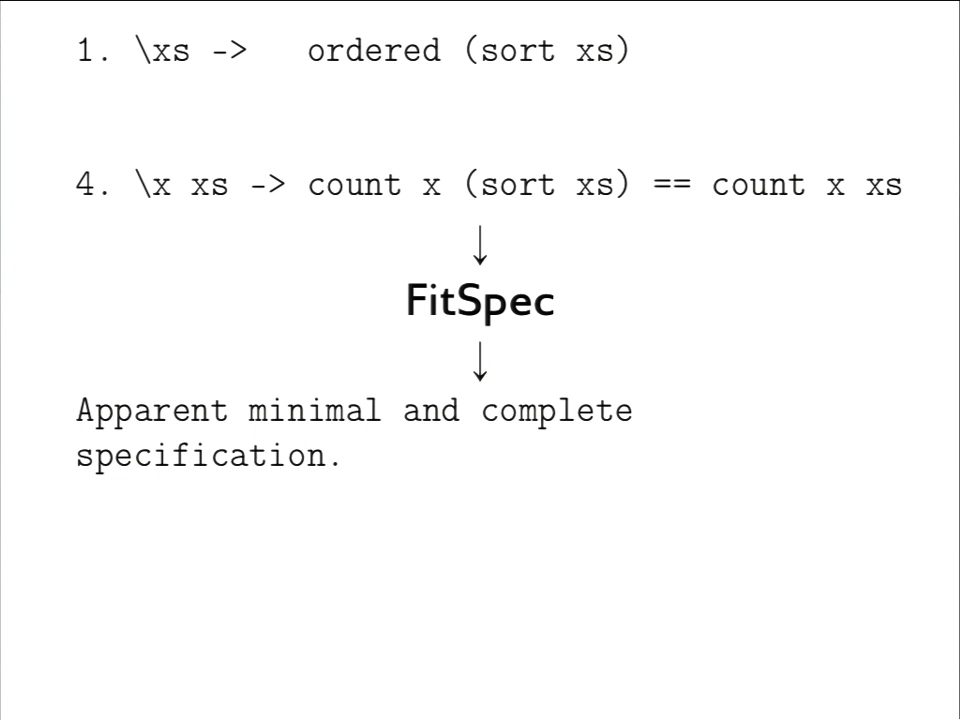 1. \xs ->   ordered (sort xs)
4. \x xs -> count x (sort xs) == count x xs
↓
FitSpec
↓
Apparent minimal and complete
specification.